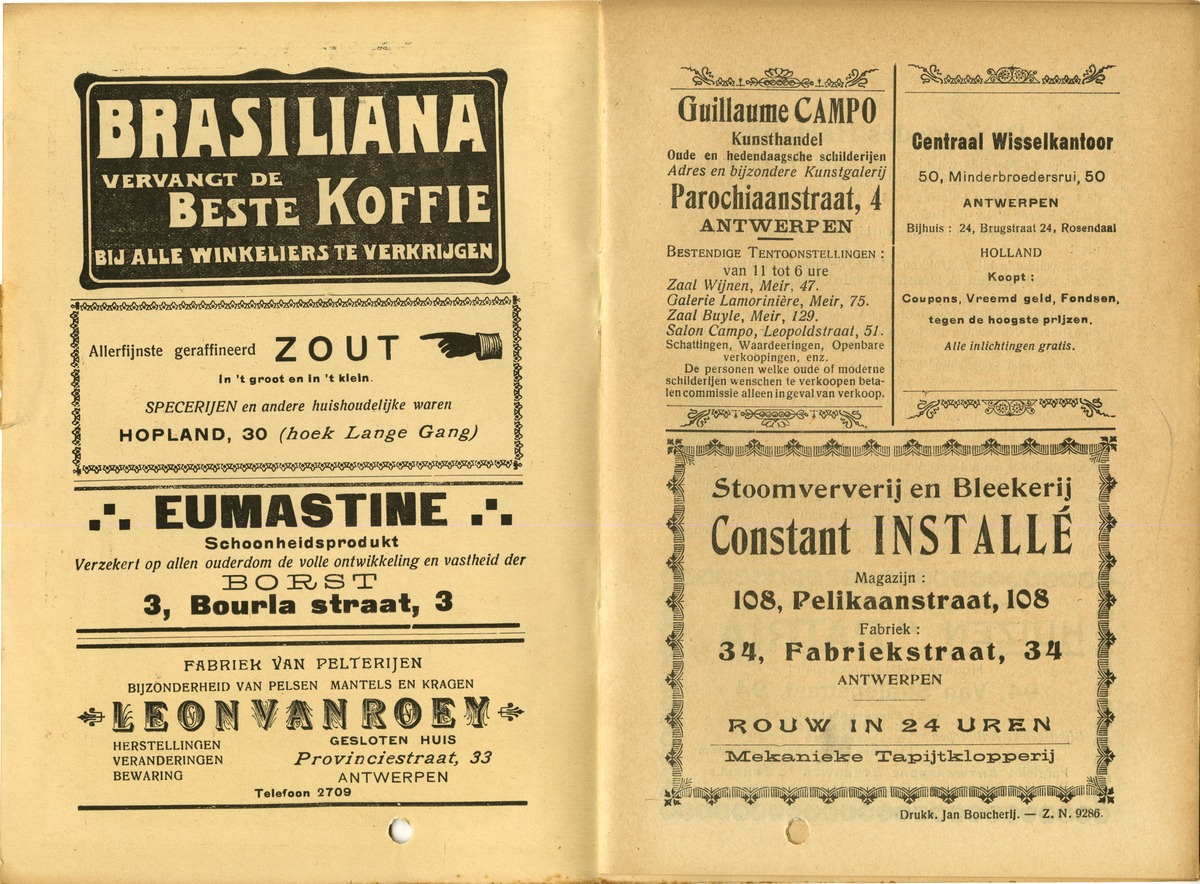 BRASILIANA
VERVANGT DE
BESTE KOFFIE
BIJ ALLE WINKELIERS TE VERKRIJGEN
Allerfijnste geraffineerd ZOUT
In 't groot en in 't klein.
SPECERIJEN en andere huishoudelijke waren
HOPLAND, 30 (hoek Lange Gang)
EUMASTINE
Schoonheidsprodukt
Verzekert op allen ouderdom de volle ontwikkeling en vastheid der
BORST
3, Bourla straat, 3
FABRIEK VAN PELTERIJEN
BIJZONDERHEID VAN PELSEN MANTELS EN KRAGEN
LEON VAN ROEY
HERSTELLINGEN
VERANDERINGEN
BEWARING
GESLOTEN HUIS
Provinciestraat, 33
ANTWERPEN
Telefoon 2709
Guillaume CAMPO
Kunsthandel
Oude en hedendaagsche schilderijen
Adres en bijzondere Kunstgalerij
Parochiaanstraat, 4
ANTWERPEN
BESTENDIGE TENTOONSTELLINGEN :
van 11 tot 6 ure
Zaal Wijnen, Meir, 47.
Galerie Lamorinière, Meir, 75.
Zaal Buyle, Meir, 129.
Salon Campo, Leopoldstraat, 51.
Schattingen, Waardeeringen, Openbare
verkoopingen, enz.
De personen welke oude of moderne
schilderijen wenschen te verkoopen beta-
len commissie alleen in geval van verkoop.
Centraal Wisselkantoor
50, Minderbroedersrui, 50
ANTWERPEN
Bijhuis : 24, Brugstraat 24, Rosendaal
HOLLAND
Koopt :
Coupons, Vreemd geld, Fondsen,
tegen de hoogste prijzen.
Alle inlichtingen gratis.
Stoomververij en Bleekerij
Constant INSTALLÉ
Magazijn :
108, Pelikaanstraat, 108
Fabriek :
34, Fabriekstraat, 34
ANTWERPEN
ROUW IN 24 UREN
Mekanieke Tapijtklopperij
Drukk. Jan Boucherij. — Z. N. 9286.